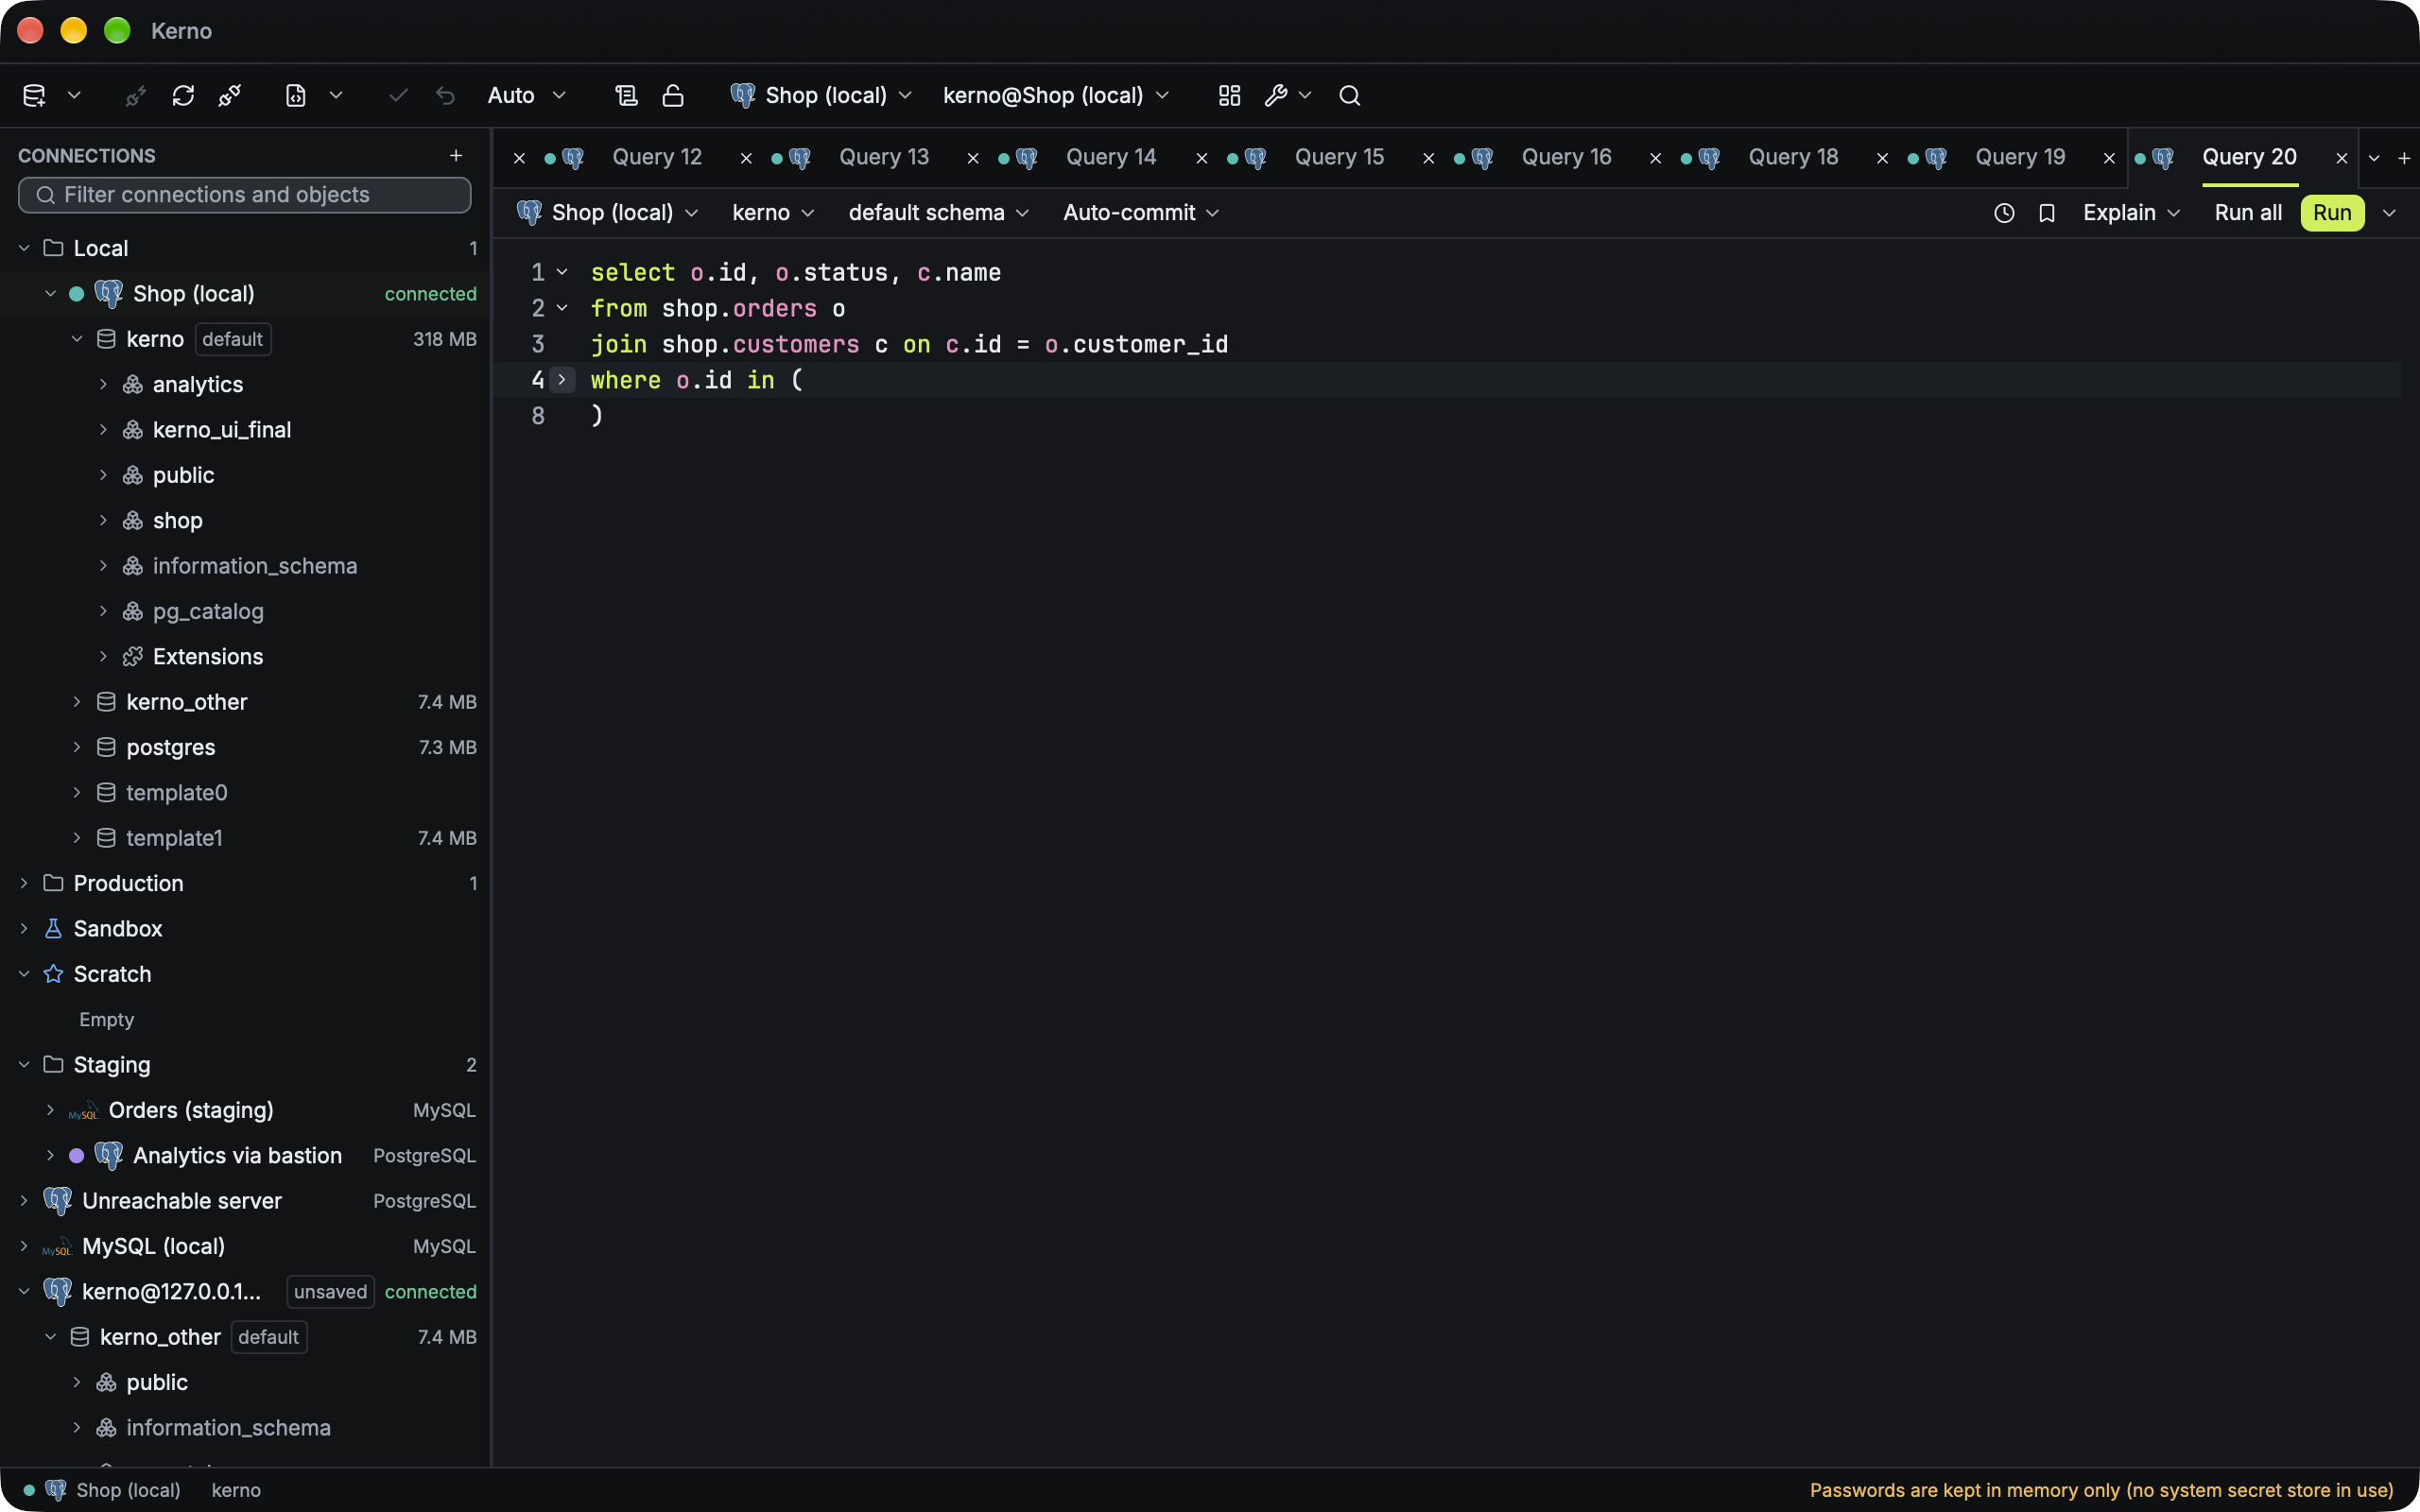 Kerno
Auto
Shop (local)
kerno@Shop (local)
CONNECTIONS
Filter connections and objects
Local 1
Shop (local) connected
kerno default 318 MB
analytics
kerno_ui_final
public
shop
information_schema
pg_catalog
Extensions
kerno_other 7.4 MB
postgres 7.3 MB
template0
template1 7.4 MB
Production 1
Sandbox
Scratch
Empty
Staging 2
MySQL Orders (staging) MySQL
Analytics via bastion PostgreSQL
Unreachable server PostgreSQL
MySQL MySQL (local) MySQL
kerno@127.0.0.1... unsaved connected
kerno_other default 7.4 MB
public
information_schema
Query 12 Query 13 Query 14 Query 15 Query 16 Query 18 Query 19 Query 20
Shop (local) kerno default schema Auto-commit Explain Run all Run
1 select o.id, o.status, c.name
2 from shop.orders o
3 join shop.customers c on c.id = o.customer_id
4 where o.id in (
8 )
Shop (local) kerno
Passwords are kept in memory only (no system secret store in use)